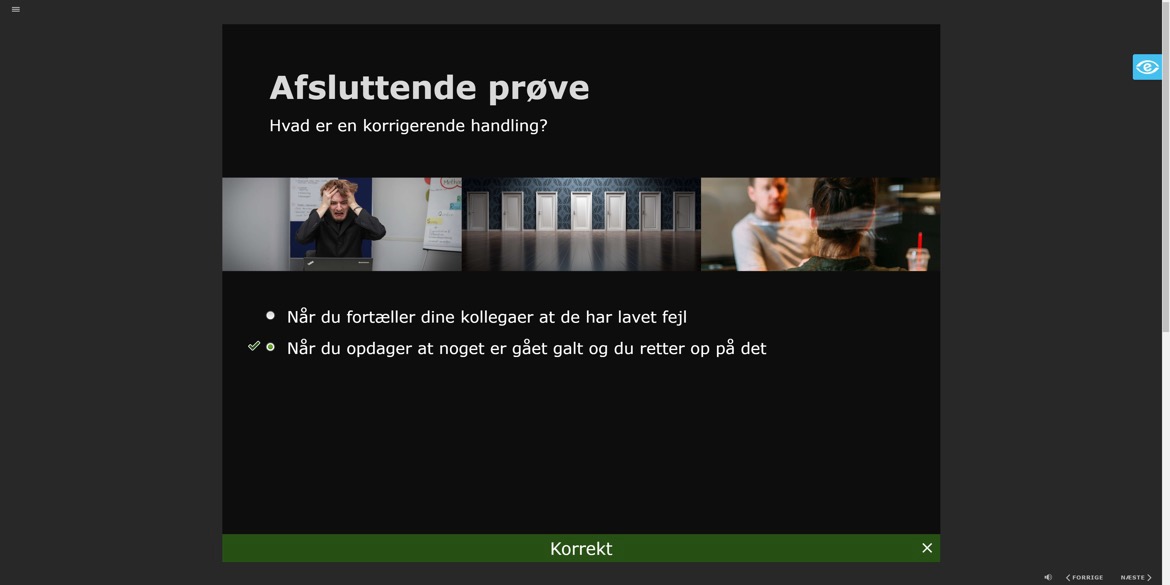 Afsluttende prøve
Hvad er en korrigerende handling?
Når du fortæller dine kollegaer at de har lavet fejl
Når du opdager at noget er gået galt og du retter op på det
Korrekt
FORRIGE
NÆSTE